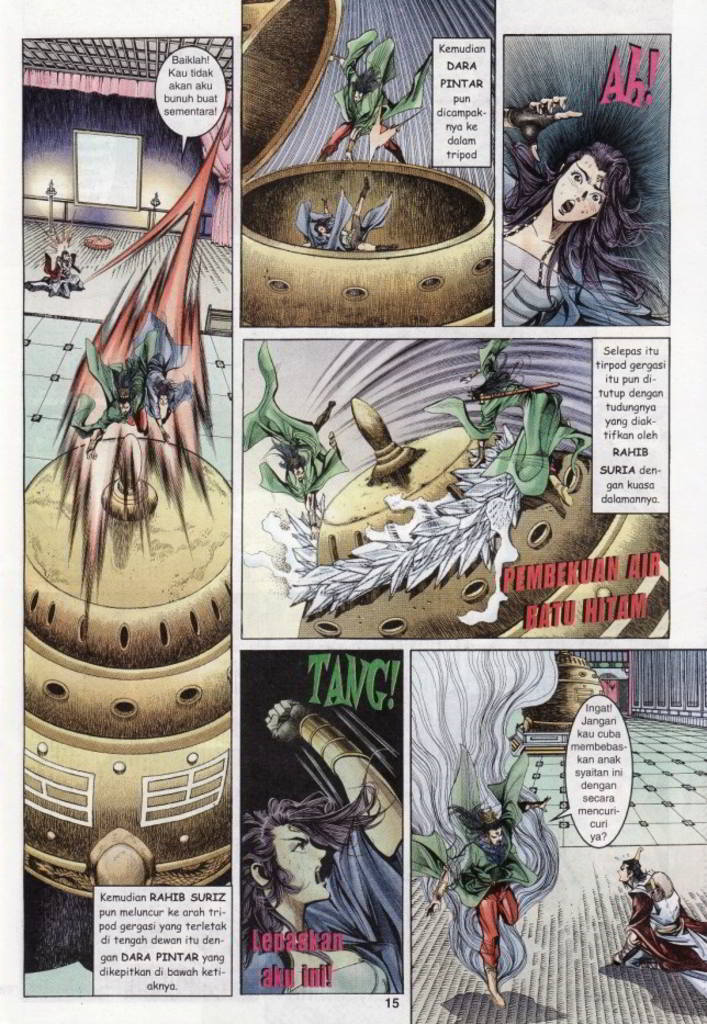 Baiklah!
Kau tidak
akan aku
bunuh buat
sementara!
Kemudian RAHIB SURIZ
pun meluncur ke arah tri-
pod gergasi yang terletak
di tengah dewan itu den-
gan DARA PINTAR yang
dikepitkan di bawah keti-
aknya.
Kemudian
DARA
PINTAR
pun
dicampak-
nya ke
dalam
tripod
Ah!
Selepas itu
tirpod gergasi
itu pun di-
tutup dengan
tudungnya
yang diak-
tifkan oleh
RAHIB
SURIA den-
gan kuasa
dalamannya.
PEMBEKUAN AIR
BATU HITAM
TANG!
Lepaskan
aku ini!
Ingat!
Jangan
kau cuba
membebas-
kan anak
syaitan ini
dengan
secara
mencuri-
curi
ya?
15